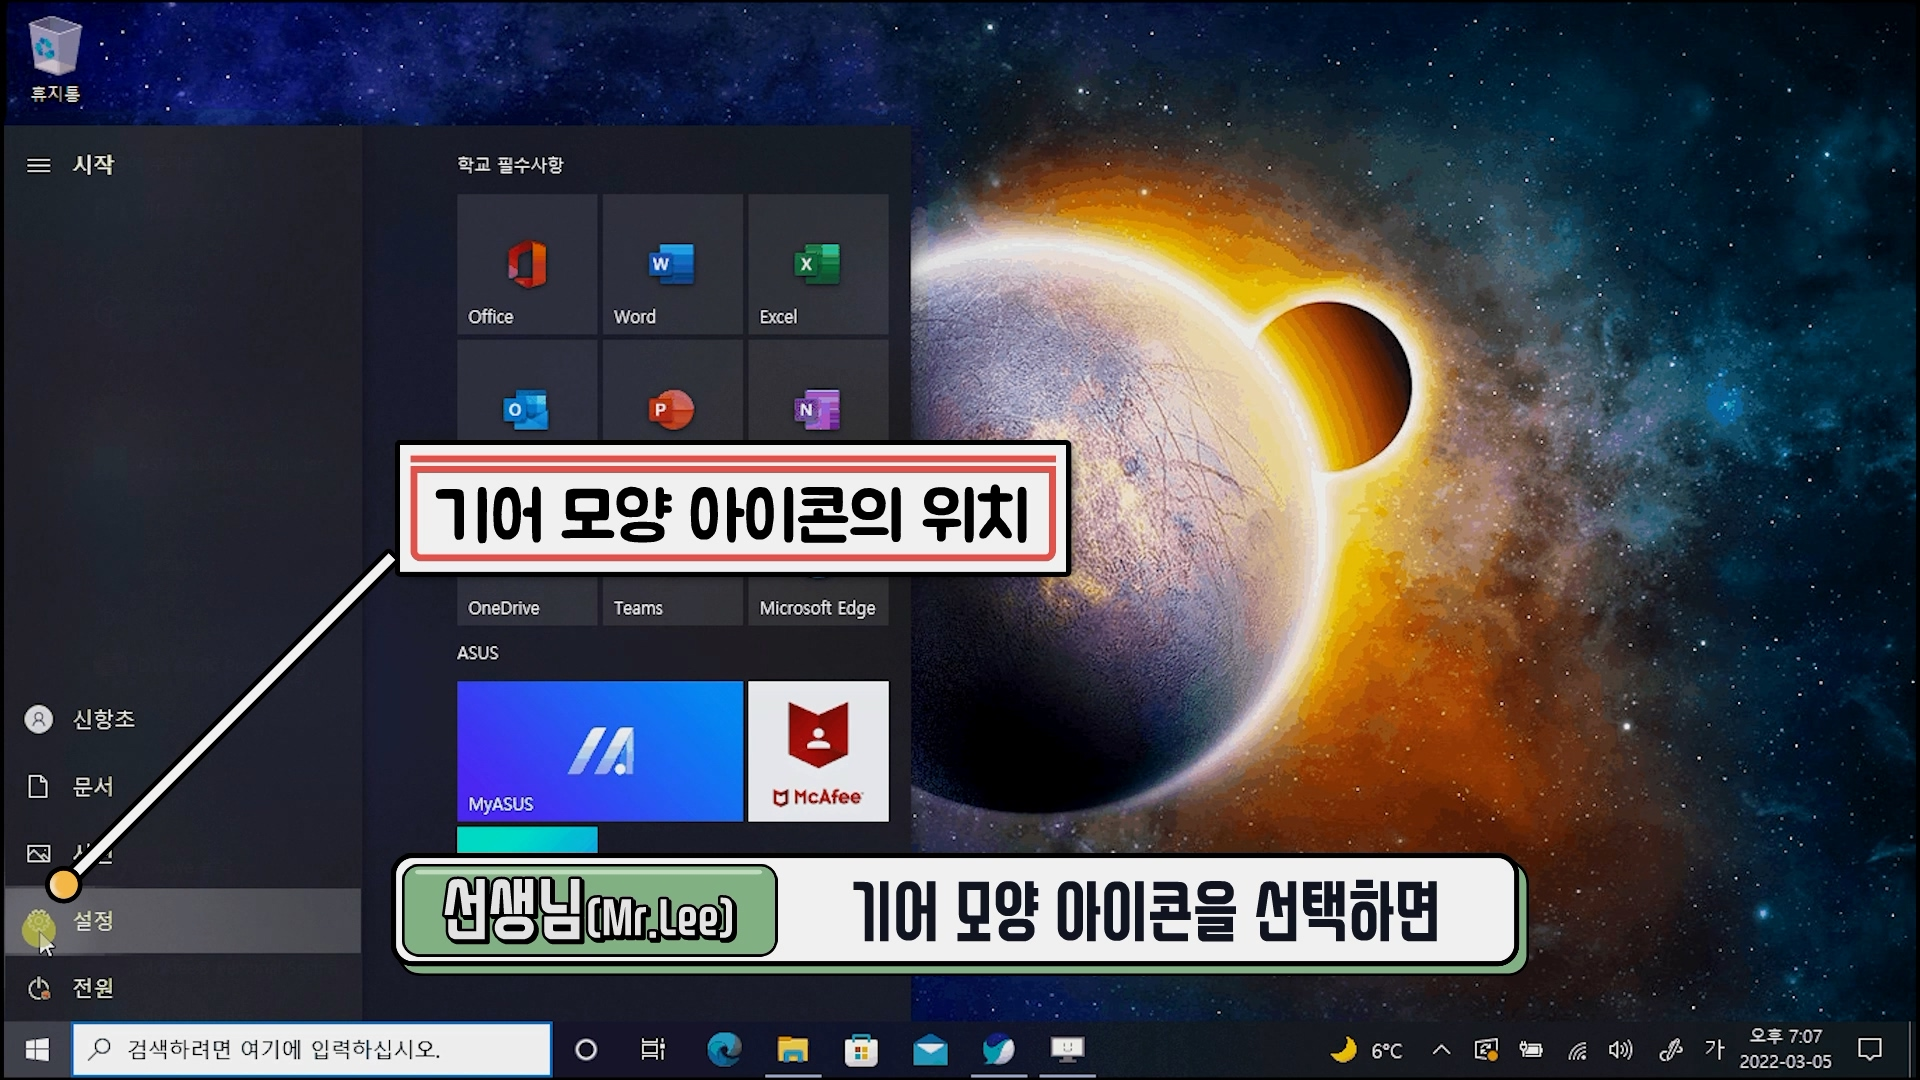 휴지통
시작
학교 필수사항
Office
Word
Excel
기어 모양 아이콘의 위치
OneDrive
Teams
Microsoft Edge
ASUS
신항초
문서
MyASUS
McAfee
설정
전원
선생님(Mr.Lee)
기어 모양 아이콘을 선택하면
검색하려면 여기에 입력하십시오.
6°C
가
오후 7:07
2022-03-05